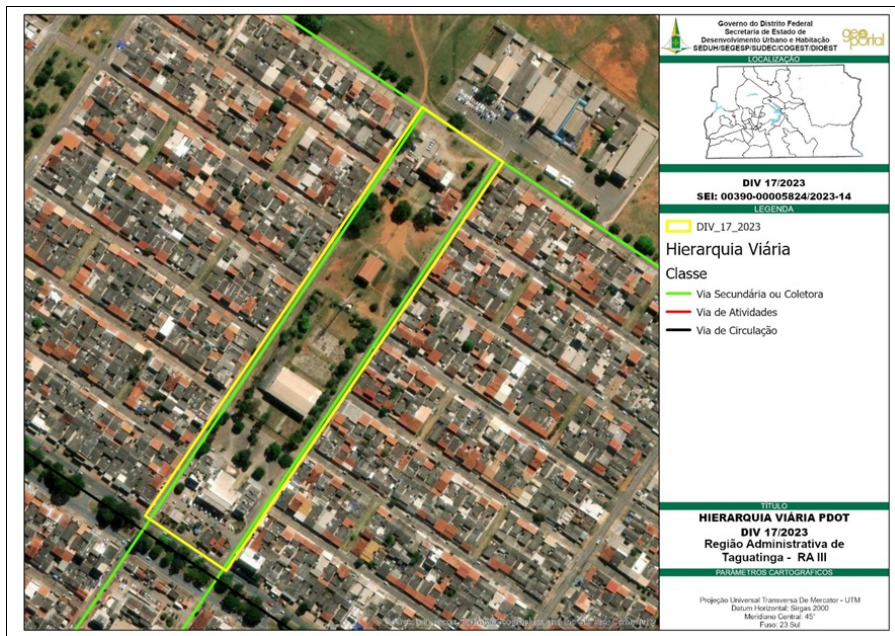 Governo do Distrito Federal
Secretaria de Estado de
Desenvolvimento Urbano e Habitação
SEDUH/SEGESP/SUDEC/COGEST/DIOEST
geo
portal
LOCALIZAÇÃO
DIV 17/2023
SEI: 00390-00005824/2023-14
LEGENDA
DIV_17_2023
Hierarquia Viária
Classe
Via Secundária ou Coletora
Via de Atividades
Via de Circulação
TÍTULO
HIERARQUIA VIÁRIA PDOT
DIV 17/2023
Região Administrativa de
Taguatinga - RA III
PARÂMETROS CARTOGRÁFICOS
Projeção Universal Transversa De Mercator - UTM
Datum Horizontal: Sirgas 2000
Meridiano Central: 45°
Fuso: 23 Sul